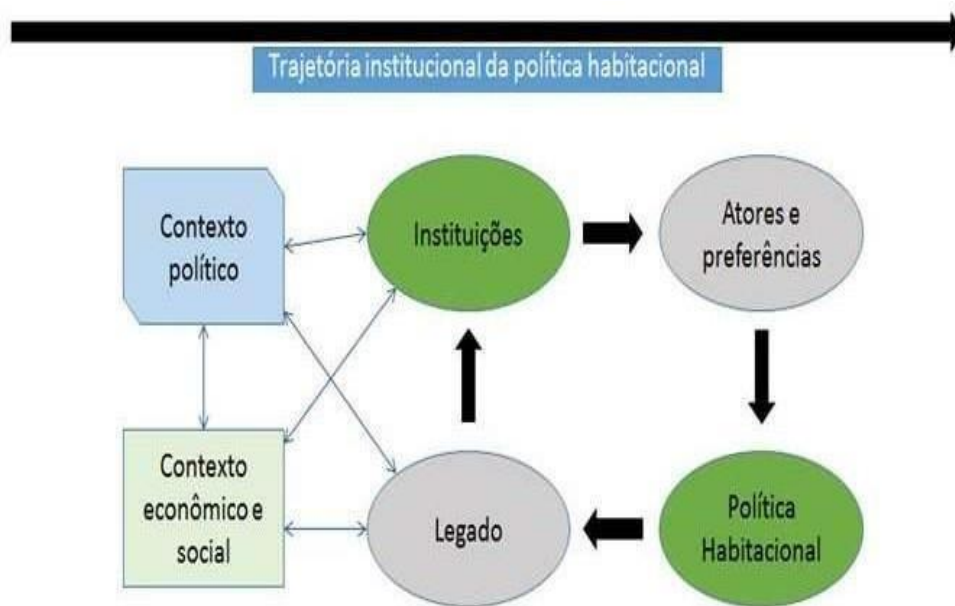 Trajetória institucional da política habitacional
Contexto
político
Instituições
Atores e
preferências
Contexto
econômico e
social
Legado
Política
Habitacional